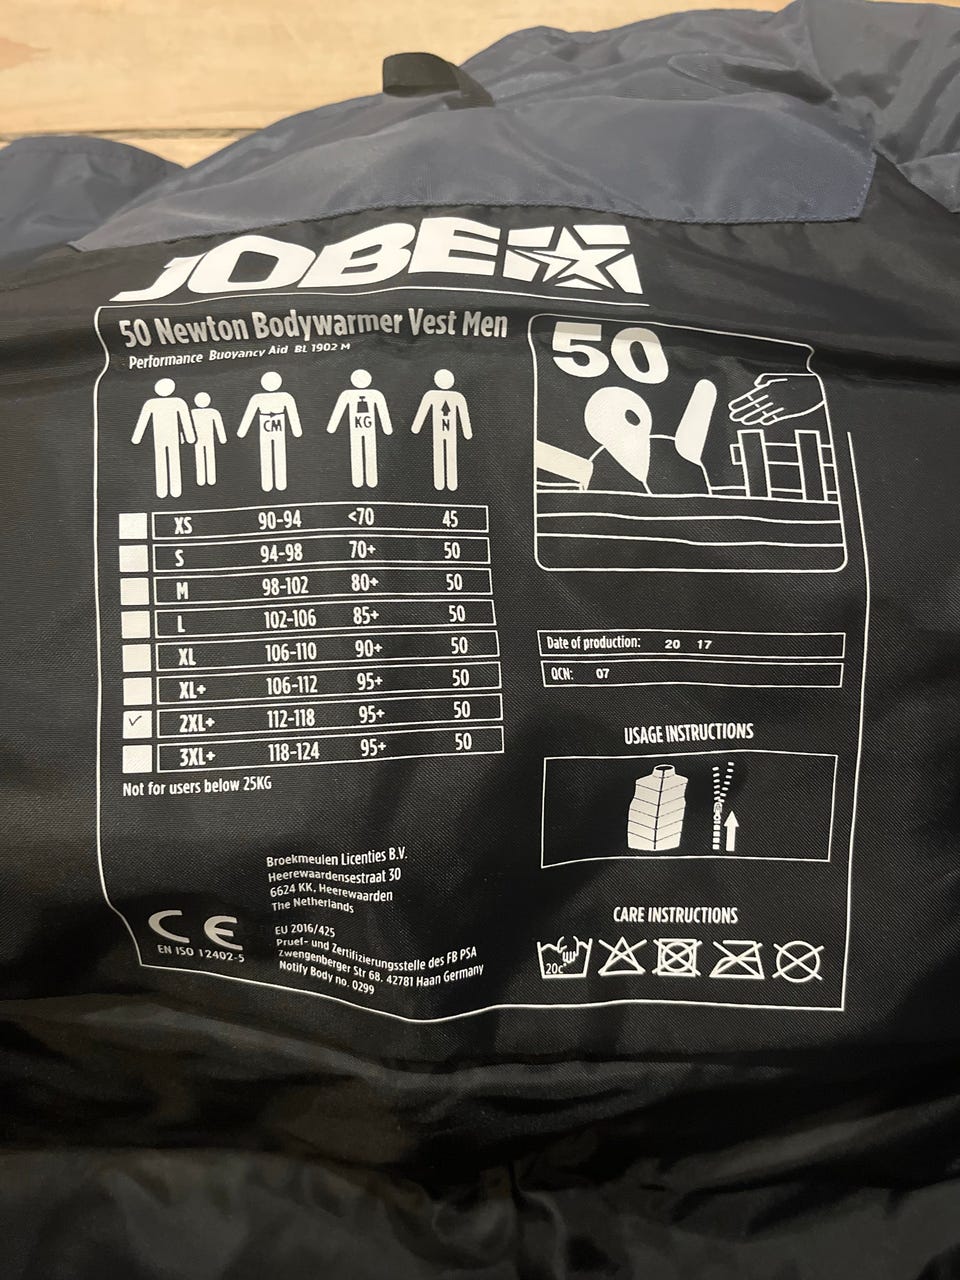 JOBE
50 Newton Bodywarmer Vest Men
Performance Buoyancy Aid BL 1902 M
50
CM KG N
XS 90-94 <70 45
S 94-98 70+ 50
M 98-102 80+ 50
L 102-106 85+ 50
XL 106-110 90+ 50
XL+ 106-112 95+ 50
2XL+ 112-118 95+ 50
3XL+ 118-124 95+ 50
Not for users below 25KG
Date of production: 20 17
QCN: 07
USAGE INSTRUCTIONS
Broekmeulen Licenties B.V.
Heerewaardensestraat 30
6624 KK, Heerewaarden
The Netherlands
CE
EN ISO 12402-5
EU 2016/425
Pruef- und Zertifizierungsstelle des FB PSA
Zwengenberger Str 68. 42781 Haan Germany
Notify Body no. 0299
CARE INSTRUCTIONS
20c°